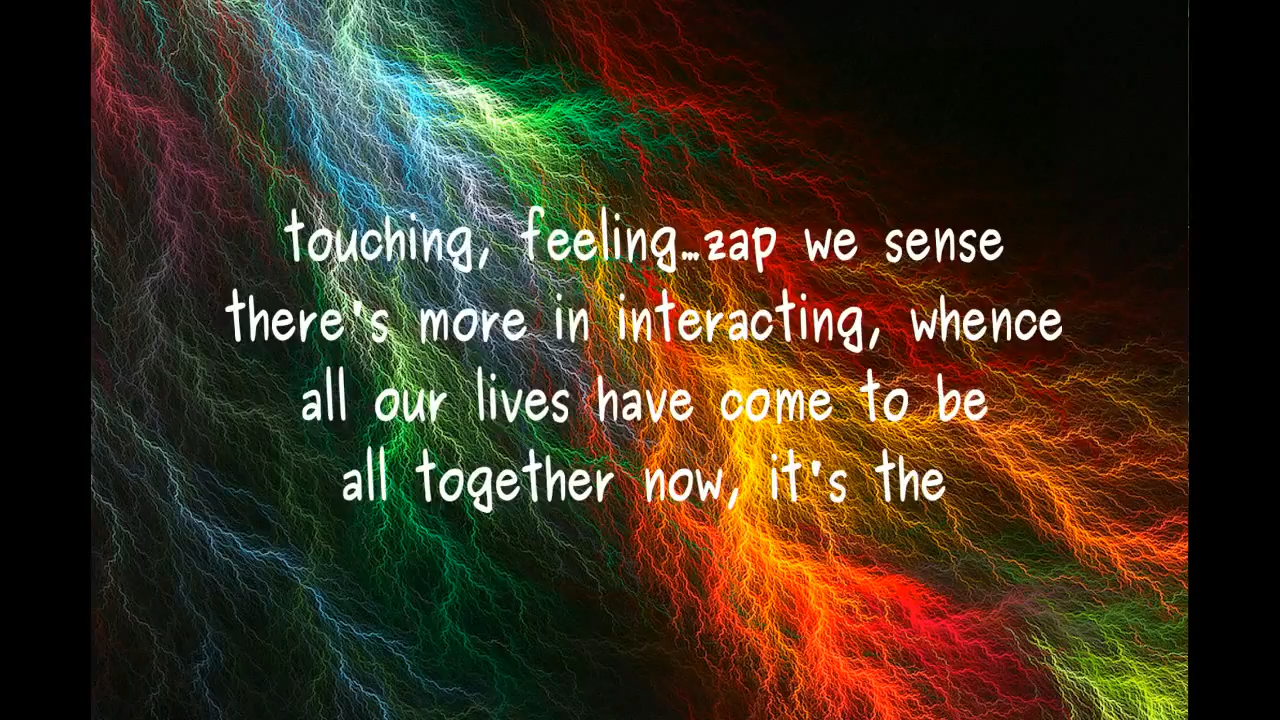 touching, feeling...zap we sense
there's more in interacting, whence
all our lives have come to be
all together now, it's the